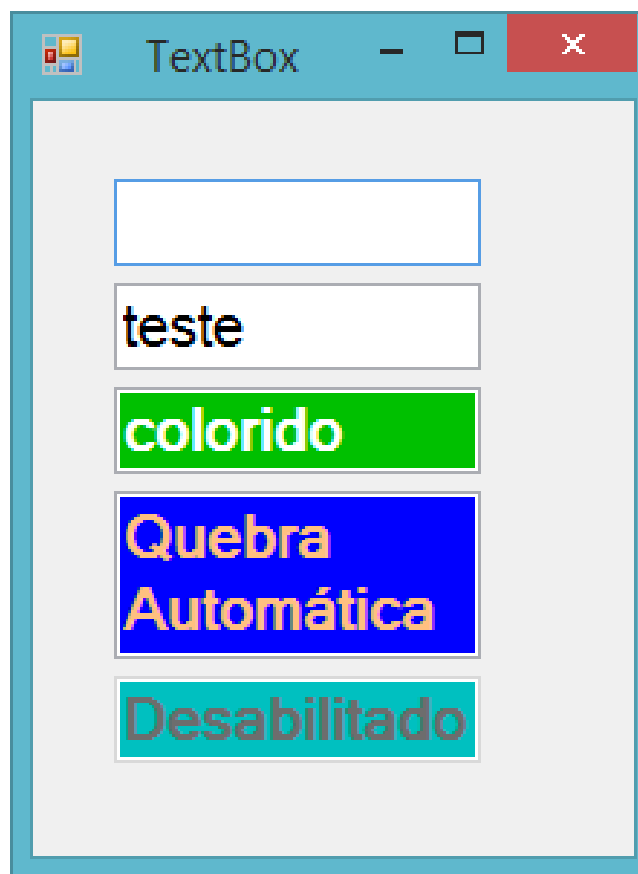 TextBox
teste
colorido
Quebra
Automática
Desabilitado